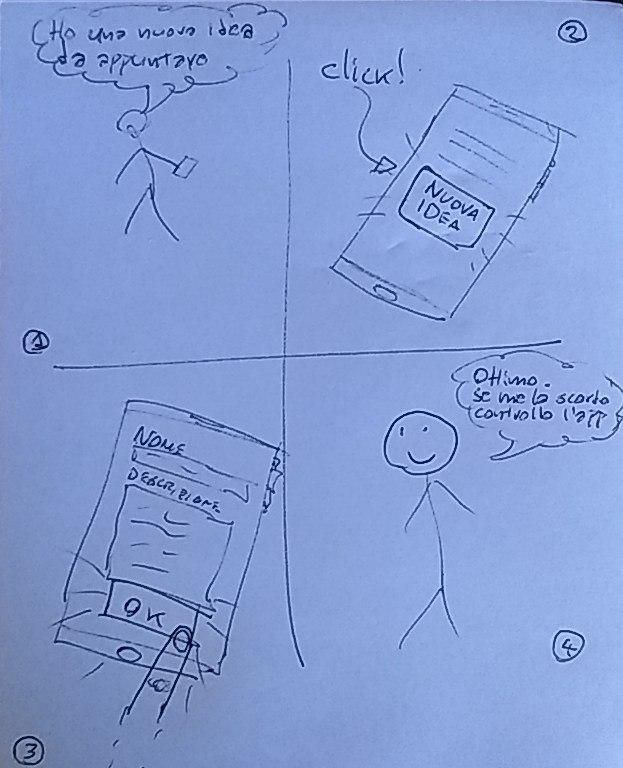 Ho una nuova idea
da appuntare
1
2
click!
NUOVA
IDEA
NOME
DESCRIZIONE
OK
3
Ottimo.
se me la scordo
controllo l'app
4